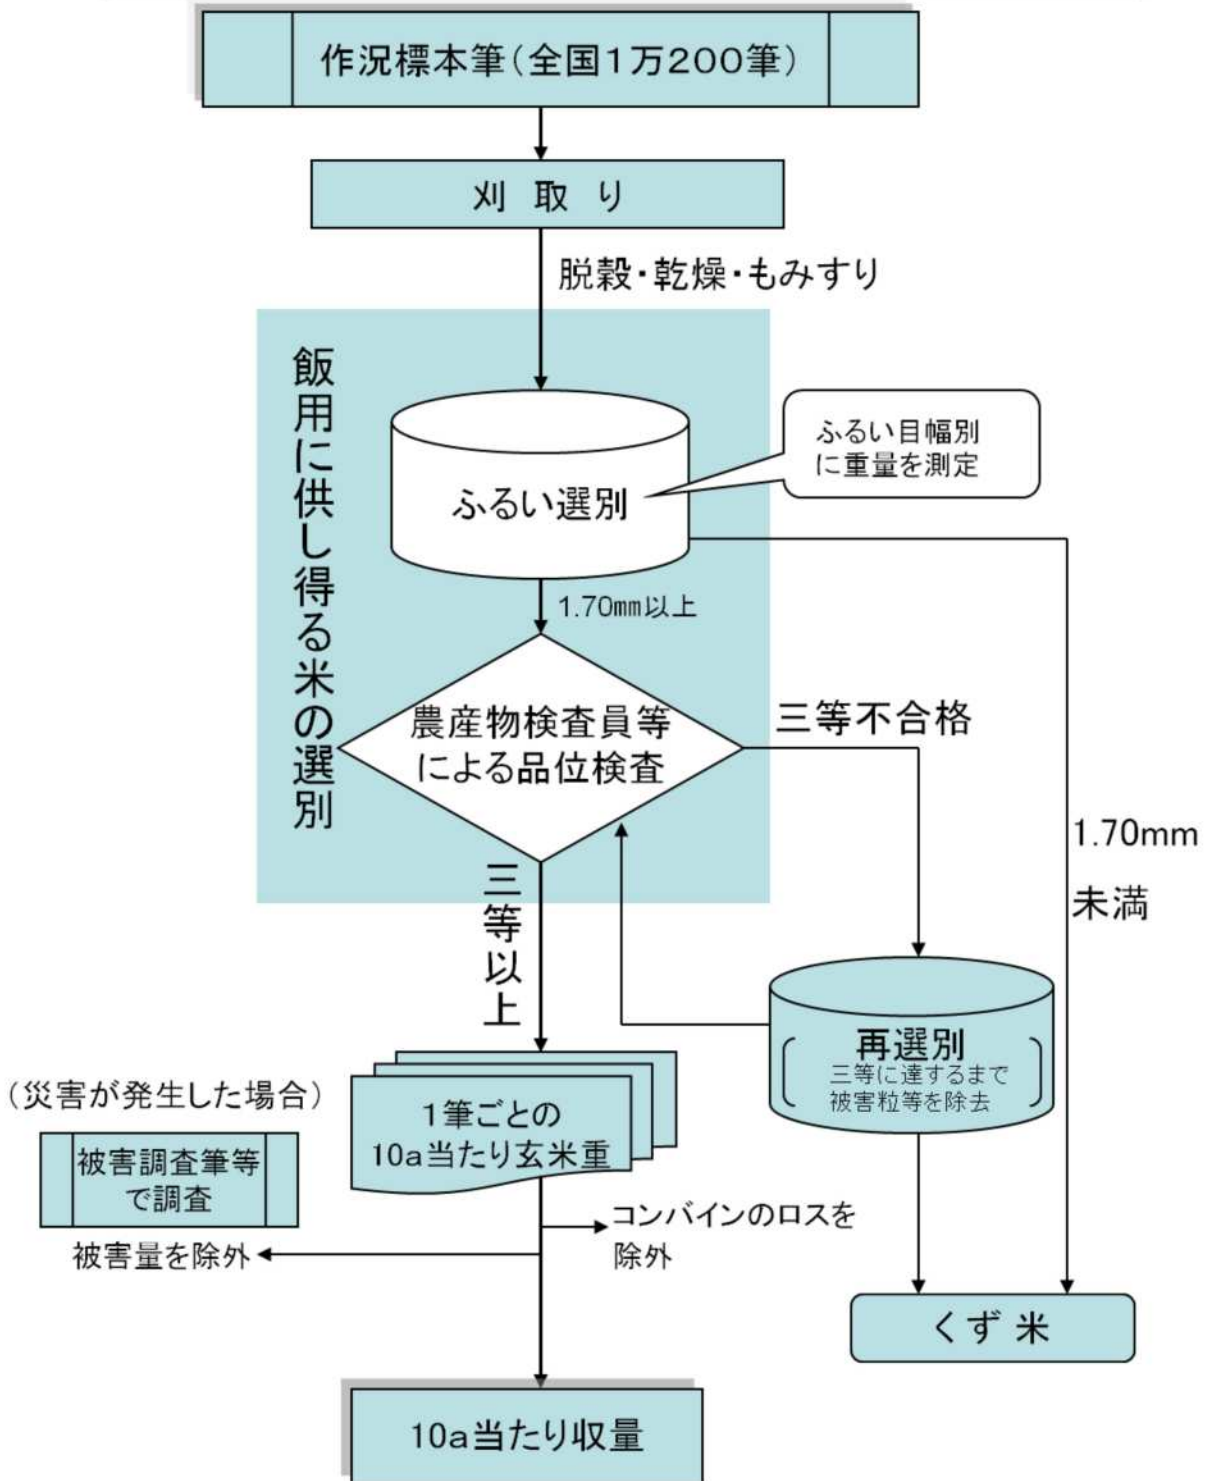 作況標本筆(全国1万200筆)
刈 取 り
脱穀・乾燥・もみすり
飯用に供し得る米の選別
ふるい選別
ふるい目幅別
に重量を測定
1.70㎜以上
農産物検査員等
による品位検査
三等不合格
1.70mm
未満
三等以上
再選別
三等に達するまで
被害粒等を除去
(災害が発生した場合)
被害調査筆等
で調査
1筆ごとの
10a当たり玄米重
コンバインのロスを
除外
被害量を除外
くず 米
10a当たり収量